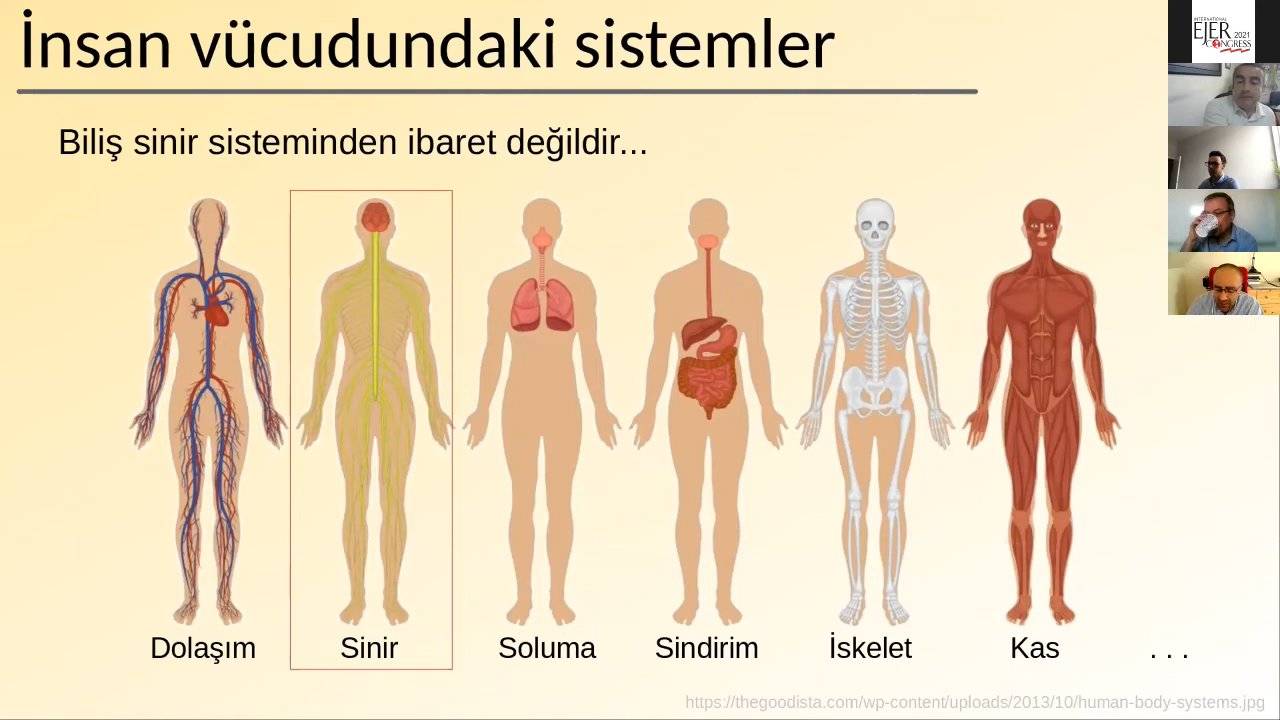 İnsan vücudundaki sistemler
Biliş sinir sisteminden ibaret değildir...
Dolaşım Sinir Soluma Sindirim İskelet Kas . . .
https://thegoodista.com/wp-content/uploads/2013/10/human-body-systems.jpg
INTERNATIONAL
EJER 2021
CONGRESS